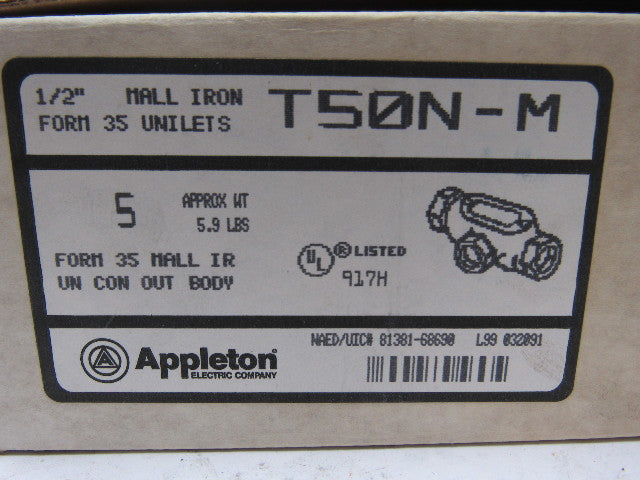 1/2" MALL IRON T50N-M
FORM 35 UNILETS
5 APPROX WT
5.9 LBS
FORM 35 MALL IR
UN CON OUT BODY
UL ® LISTED
917H
NAED/UIC# 81381-68690 L99 032091
A Appleton®
ELECTRIC COMPANY